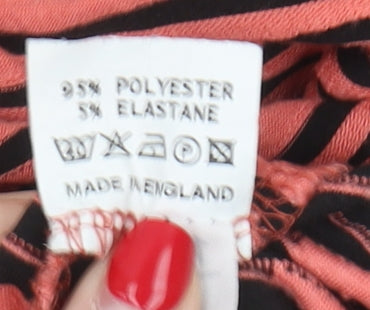 95% POLYESTER
5% ELASTANE
P
MADE IN ENGLAND